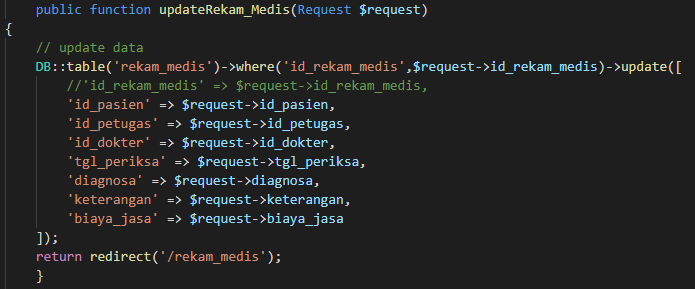 public function updateRekam_Medis(Request $request)
{
// update data
DB::table('rekam_medis')->where('id_rekam_medis',$request->id_rekam_medis)->update([
//'id_rekam_medis' => $request->id_rekam_medis,
'id_pasien' => $request->id_pasien,
'id_petugas' => $request->id_petugas,
'id_dokter' => $request->id_dokter,
'tgl_periksa' => $request->tgl_periksa,
'diagnosa' => $request->diagnosa,
'keterangan' => $request->keterangan,
'biaya_jasa' => $request->biaya_jasa
]);
return redirect('/rekam_medis');
}